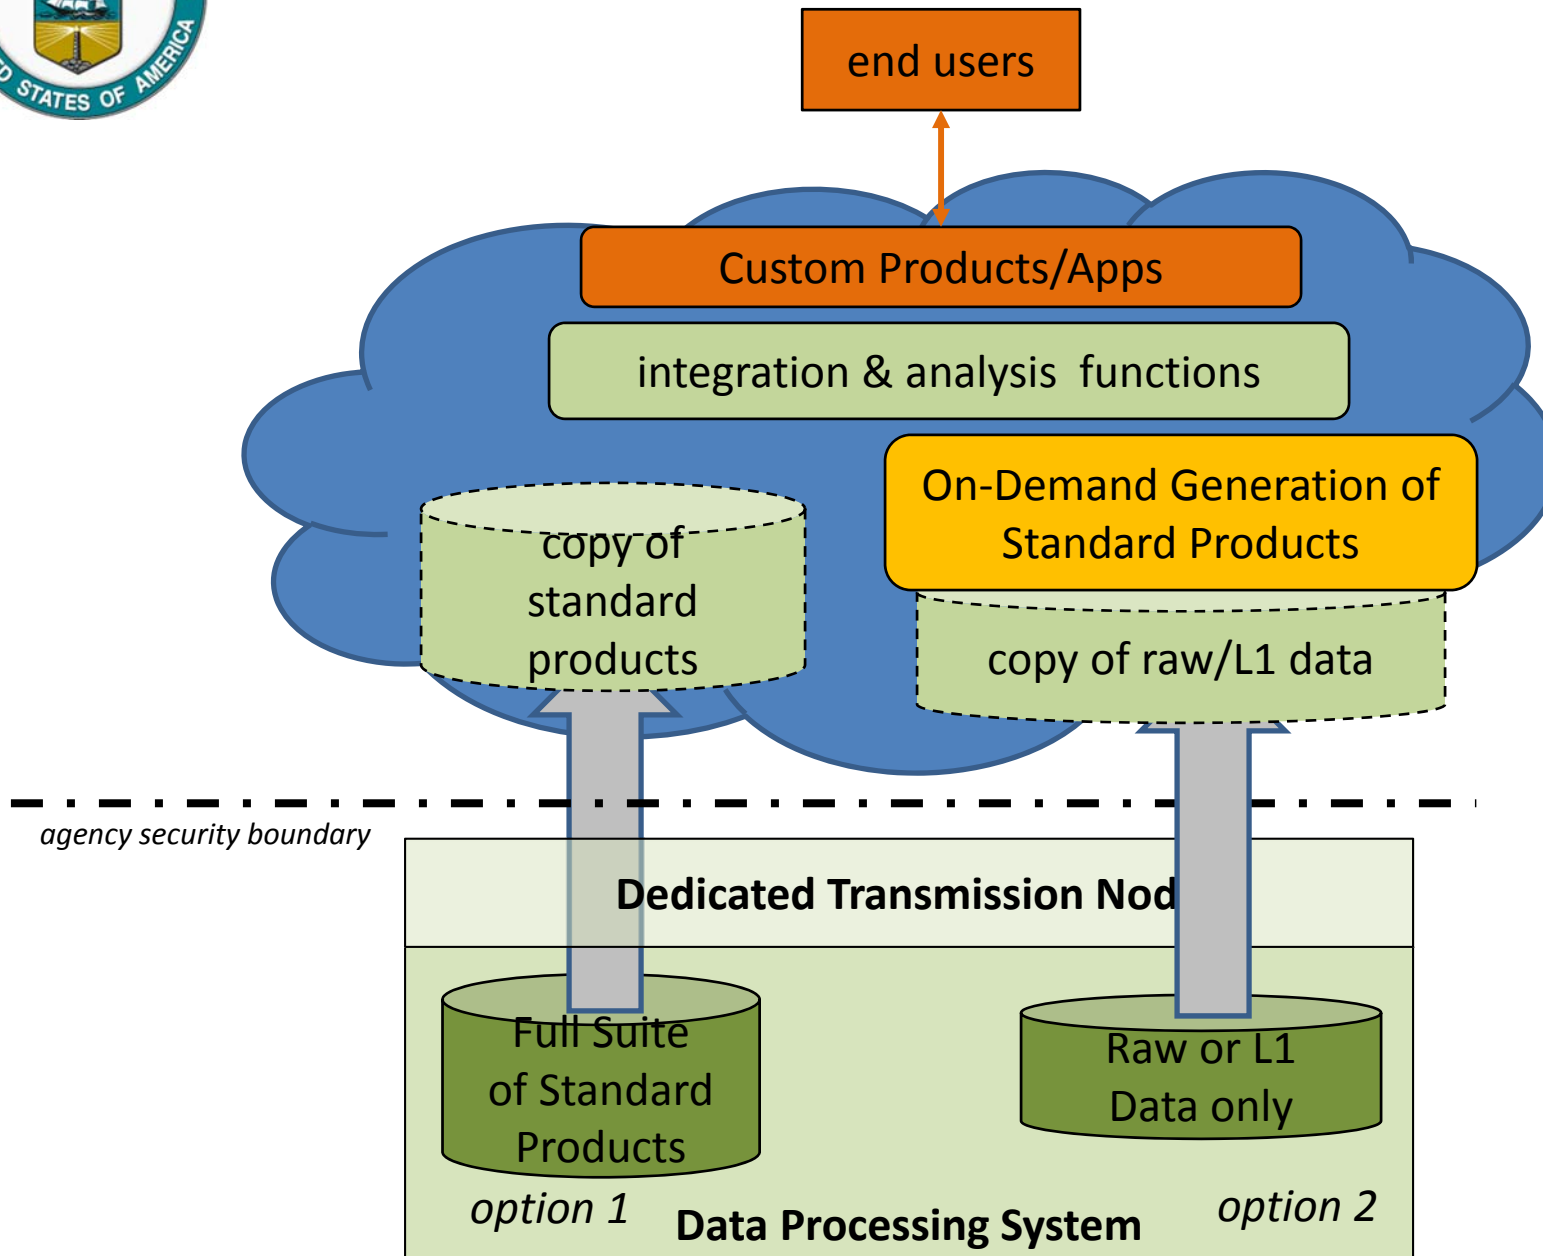 STATES OF AMERICA
end users
Custom Products/Apps
integration & analysis functions
On-Demand Generation of
Standard Products
copy of
standard
products
copy of raw/L1 data
agency security boundary
Dedicated Transmission Nod
Full Suite
of Standard
Products
Raw or L1
Data only
option 1
Data Processing System
option 2